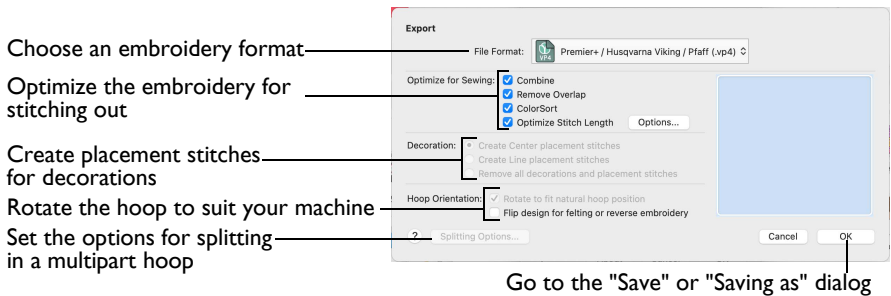 Export
Choose an embroidery format
File Format: VP4 Premier+ / Husqvarna Viking / Pfaff (.vp4)
Optimize the embroidery for
stitching out
Optimize for Sewing: Combine
Remove Overlap
ColorSort
Optimize Stitch Length Options...
Create placement stitches
for decorations
Decoration: Create Center placement stitches
Create Line placement stitches
Remove all decorations and placement stitches
Rotate the hoop to suit your machine
Hoop Orientation: Rotate to fit natural hoop position
Flip design for felting or reverse embroidery
Set the options for splitting
in a multipart hoop
? Splitting Options... Cancel OK
Go to the "Save" or "Saving as" dialog